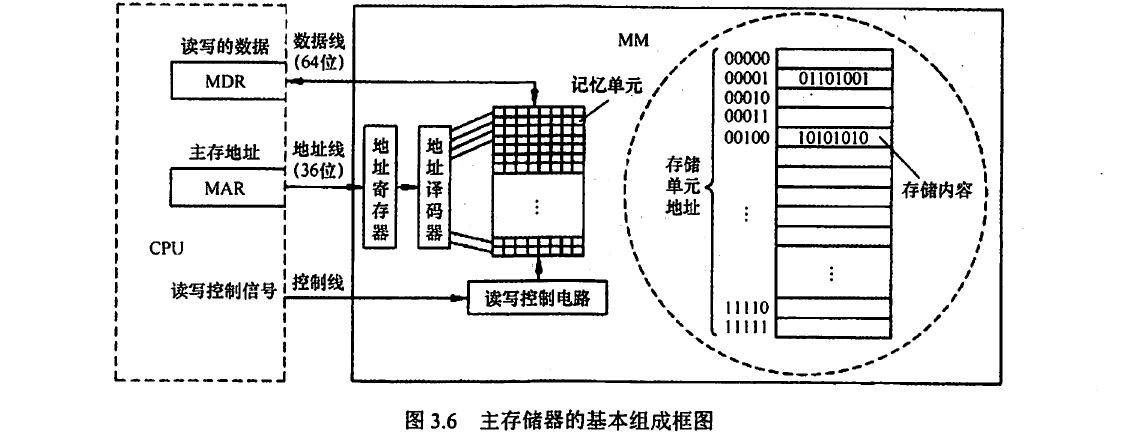 读写的数据
MDR
数据线
(64位)
主存地址
MAR
地址线
(36位)
CPU
读写控制信号
控制线
地址寄存器
地址译码器
记忆单元
⋮
读写控制电路
MM
00000
00001
01101001
00010
00011
00100
10101010
存储
单元
地址
存储内容
⋮
⋮
11110
11111
图 3.6 主存储器的基本组成框图